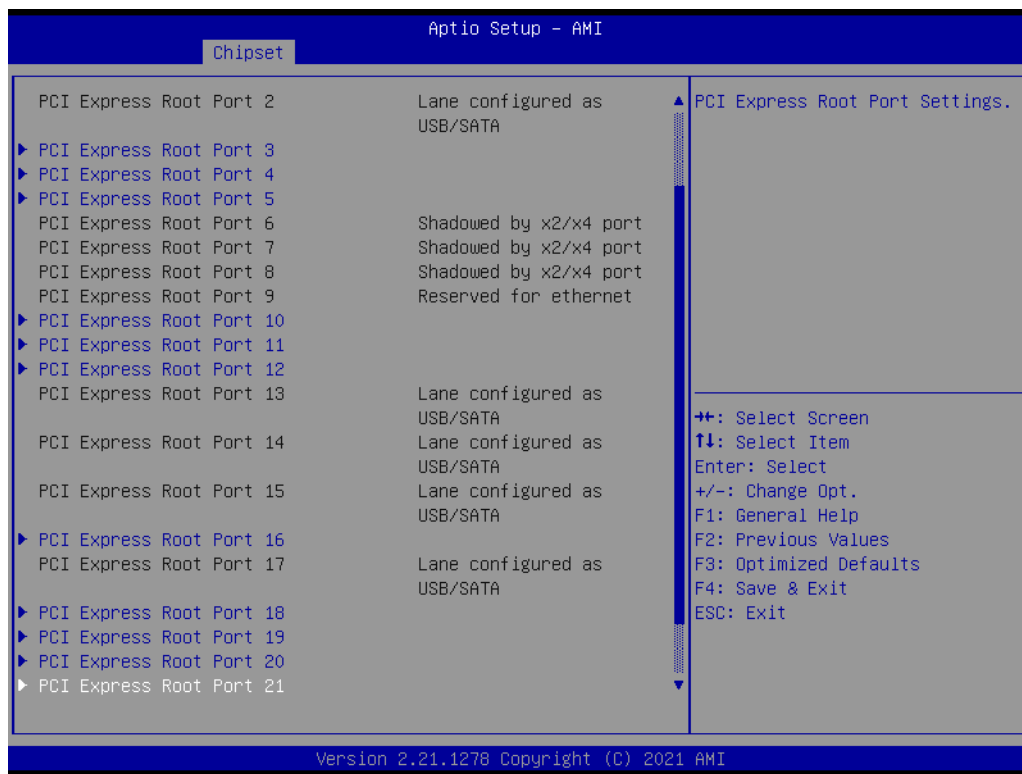 Aptio Setup – AMI
Chipset
PCI Express Root Port 2 Lane configured as
USB/SATA
▶ PCI Express Root Port 3
▶ PCI Express Root Port 4
▶ PCI Express Root Port 5
PCI Express Root Port 6 Shadowed by x2/x4 port
PCI Express Root Port 7 Shadowed by x2/x4 port
PCI Express Root Port 8 Shadowed by x2/x4 port
PCI Express Root Port 9 Reserved for ethernet
▶ PCI Express Root Port 10
▶ PCI Express Root Port 11
▶ PCI Express Root Port 12
PCI Express Root Port 13 Lane configured as
USB/SATA
PCI Express Root Port 14 Lane configured as
USB/SATA
PCI Express Root Port 15 Lane configured as
USB/SATA
▶ PCI Express Root Port 16
PCI Express Root Port 17 Lane configured as
USB/SATA
▶ PCI Express Root Port 18
▶ PCI Express Root Port 19
▶ PCI Express Root Port 20
▶ PCI Express Root Port 21
PCI Express Root Port Settings.
→←: Select Screen
↑↓: Select Item
Enter: Select
+/-: Change Opt.
F1: General Help
F2: Previous Values
F3: Optimized Defaults
F4: Save & Exit
ESC: Exit
Version 2.21.1278 Copyright (C) 2021 AMI